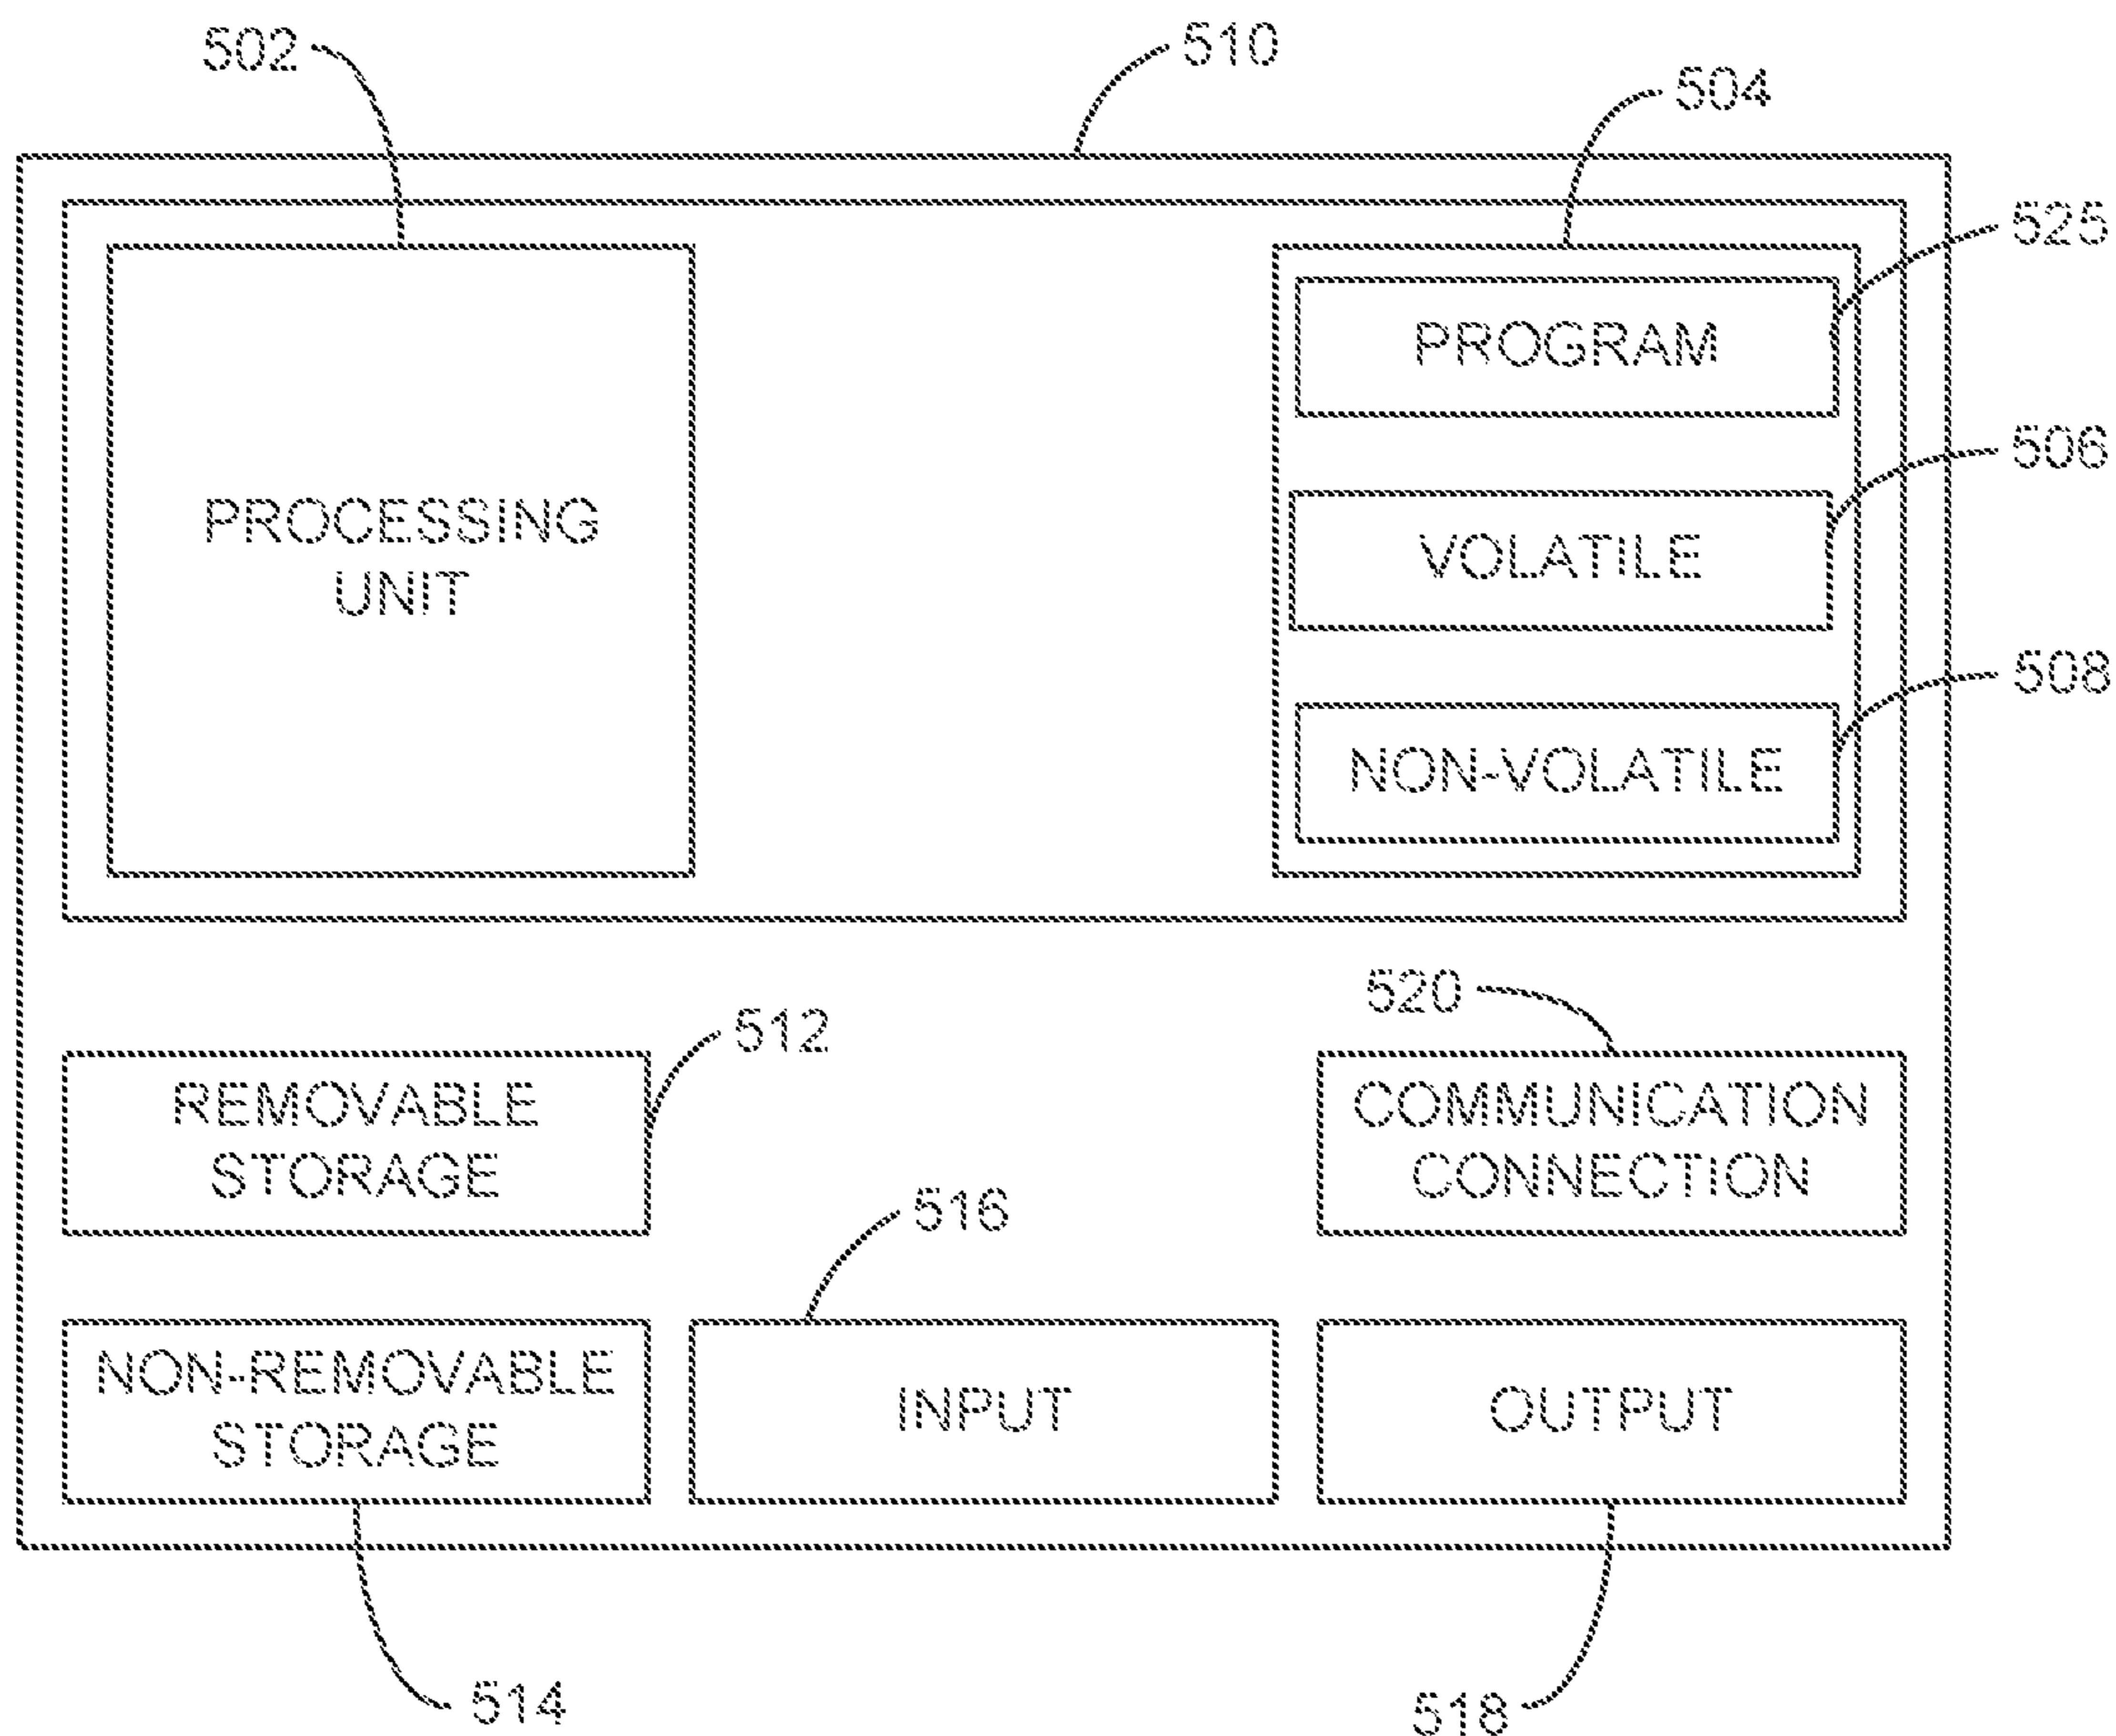 502
510
504
525
PROGRAM
506
PROCESSING
UNIT
VOLATILE
508
NON-VOLATILE
520
512
REMOVABLE
STORAGE
COMMUNICATION
CONNECTION
516
NON-REMOVABLE
STORAGE
INPUT
OUTPUT
514
518